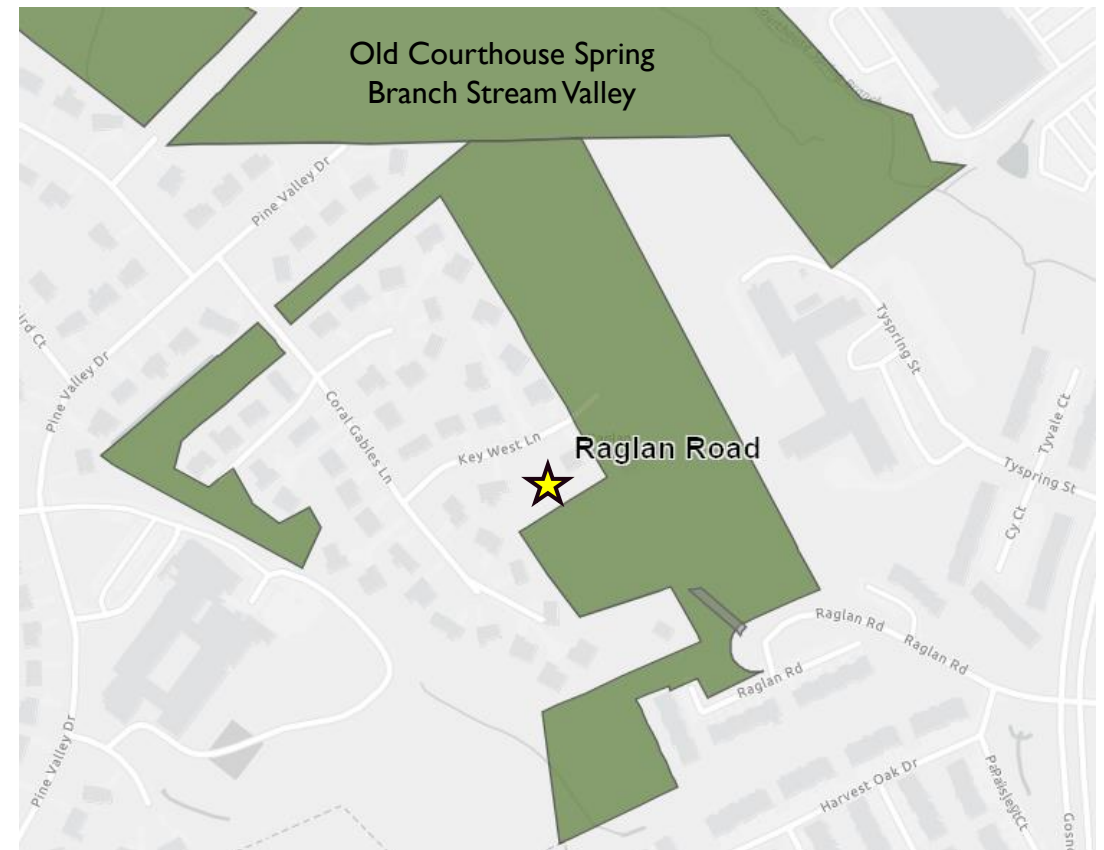 Old Courthouse Spring
Branch Stream Valley
Pine Valley Dr
Tyspring St
Pine Valley Dr
Coral Gables Ln
Key West Ln
Raglan Road
Tyvale Ct
Tyspring St
Cy Ct
Raglan Rd
Raglan Rd
Raglan Rd
Harvest Oak Dr
Pine Valley Dr